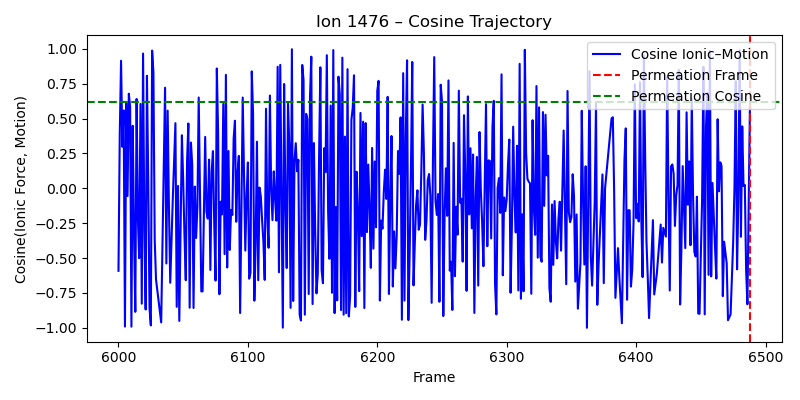 Ion 1476 – Cosine Trajectory
Cosine(Ionic Force, Motion)
1.00
0.75
0.50
0.25
0.00
−0.25
−0.50
−0.75
−1.00
Cosine Ionic–Motion
Permeation Frame
Permeation Cosine
6000
6100
6200
6300
6400
6500
Frame